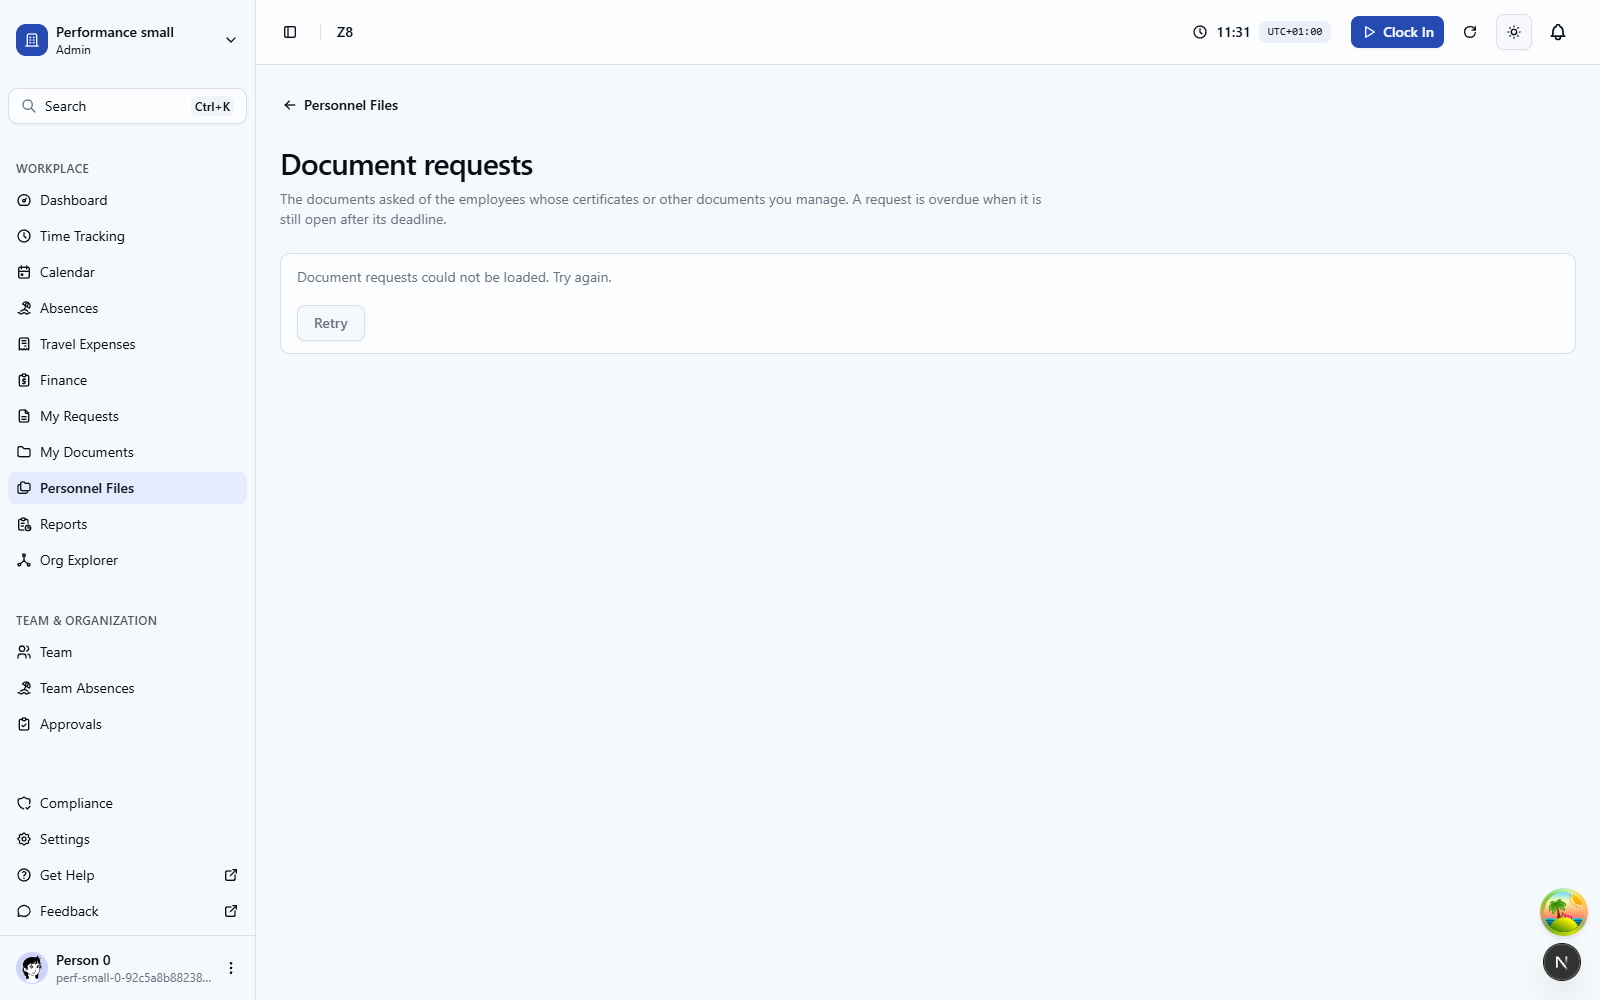 Performance small
Admin
Search
Ctrl+K
WORKPLACE
Dashboard
Time Tracking
Calendar
Absences
Travel Expenses
Finance
My Requests
My Documents
Personnel Files
Reports
Org Explorer
TEAM & ORGANIZATION
Team
Team Absences
Approvals
Compliance
Settings
Get Help
Feedback
Person 0
perf-small-0-92c5a8b88238...
Z8
11:31
UTC+01:00
Clock In
Personnel Files
Document requests
The documents asked of the employees whose certificates or other documents you manage. A request is overdue when it is
still open after its deadline.
Document requests could not be loaded. Try again.
Retry
N